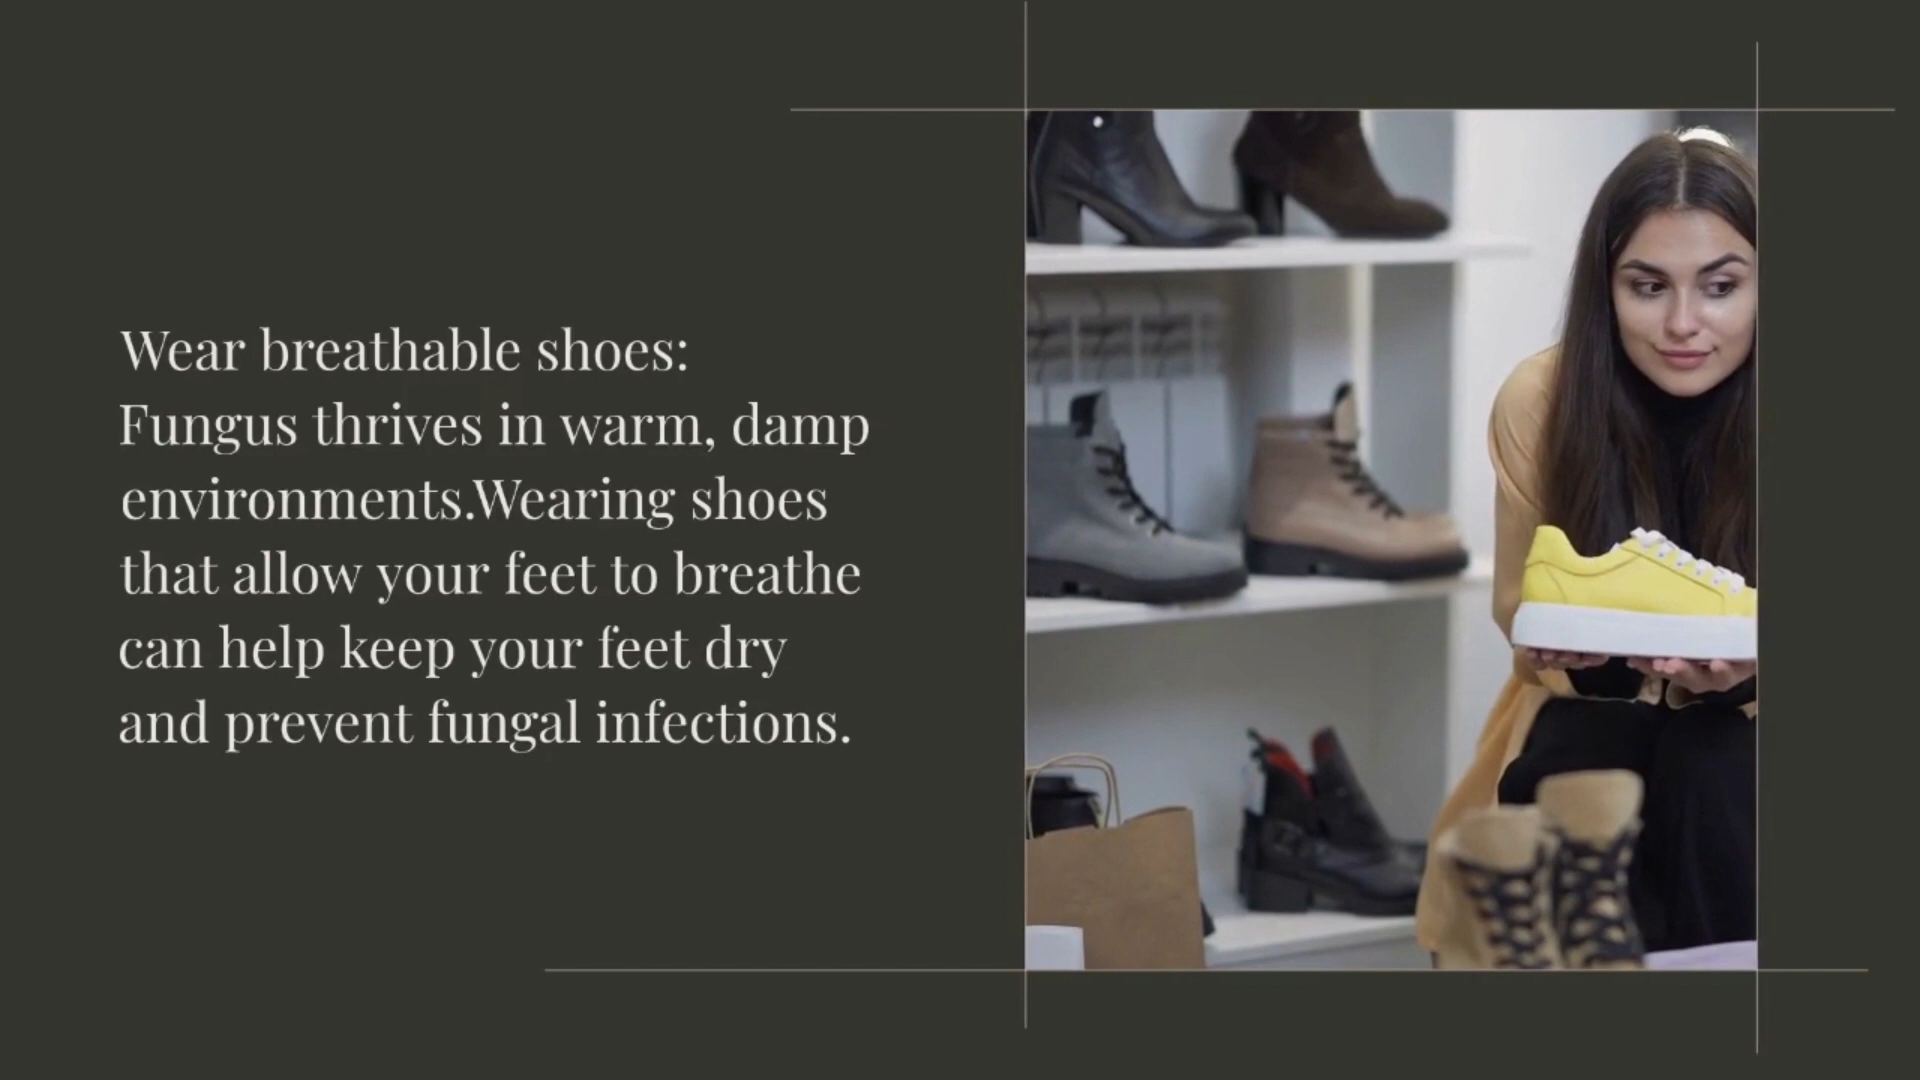 Wear breathable shoes:
Fungus thrives in warm, damp
environments.Wearing shoes
that allow your feet to breathe
can help keep your feet dry
and prevent fungal infections.